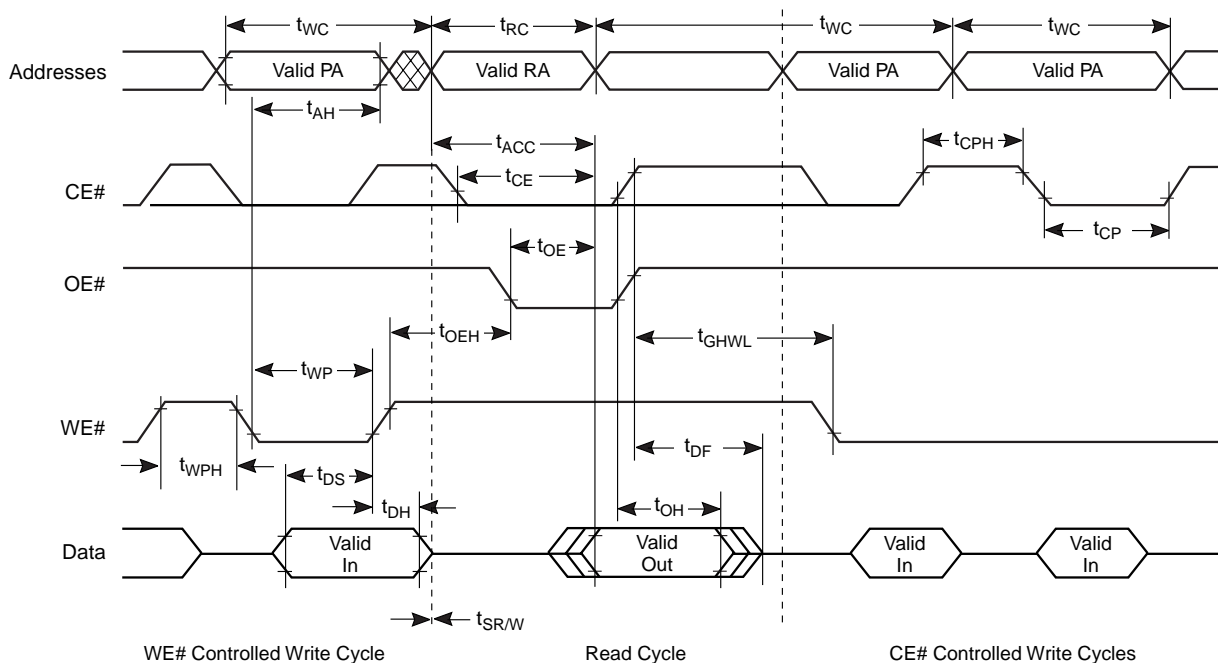 tWC tRC tWC tWC
Addresses Valid PA Valid RA Valid PA Valid PA
tAH
tACC tCPH
tCE
CE#
tOE tCP
OE#
tOEH tGHWL
tWP
WE#
tDF
tWPH tDS
tDH tOH
Data Valid In Valid Out Valid In Valid In
tSR/W
WE# Controlled Write Cycle Read Cycle CE# Controlled Write Cycles